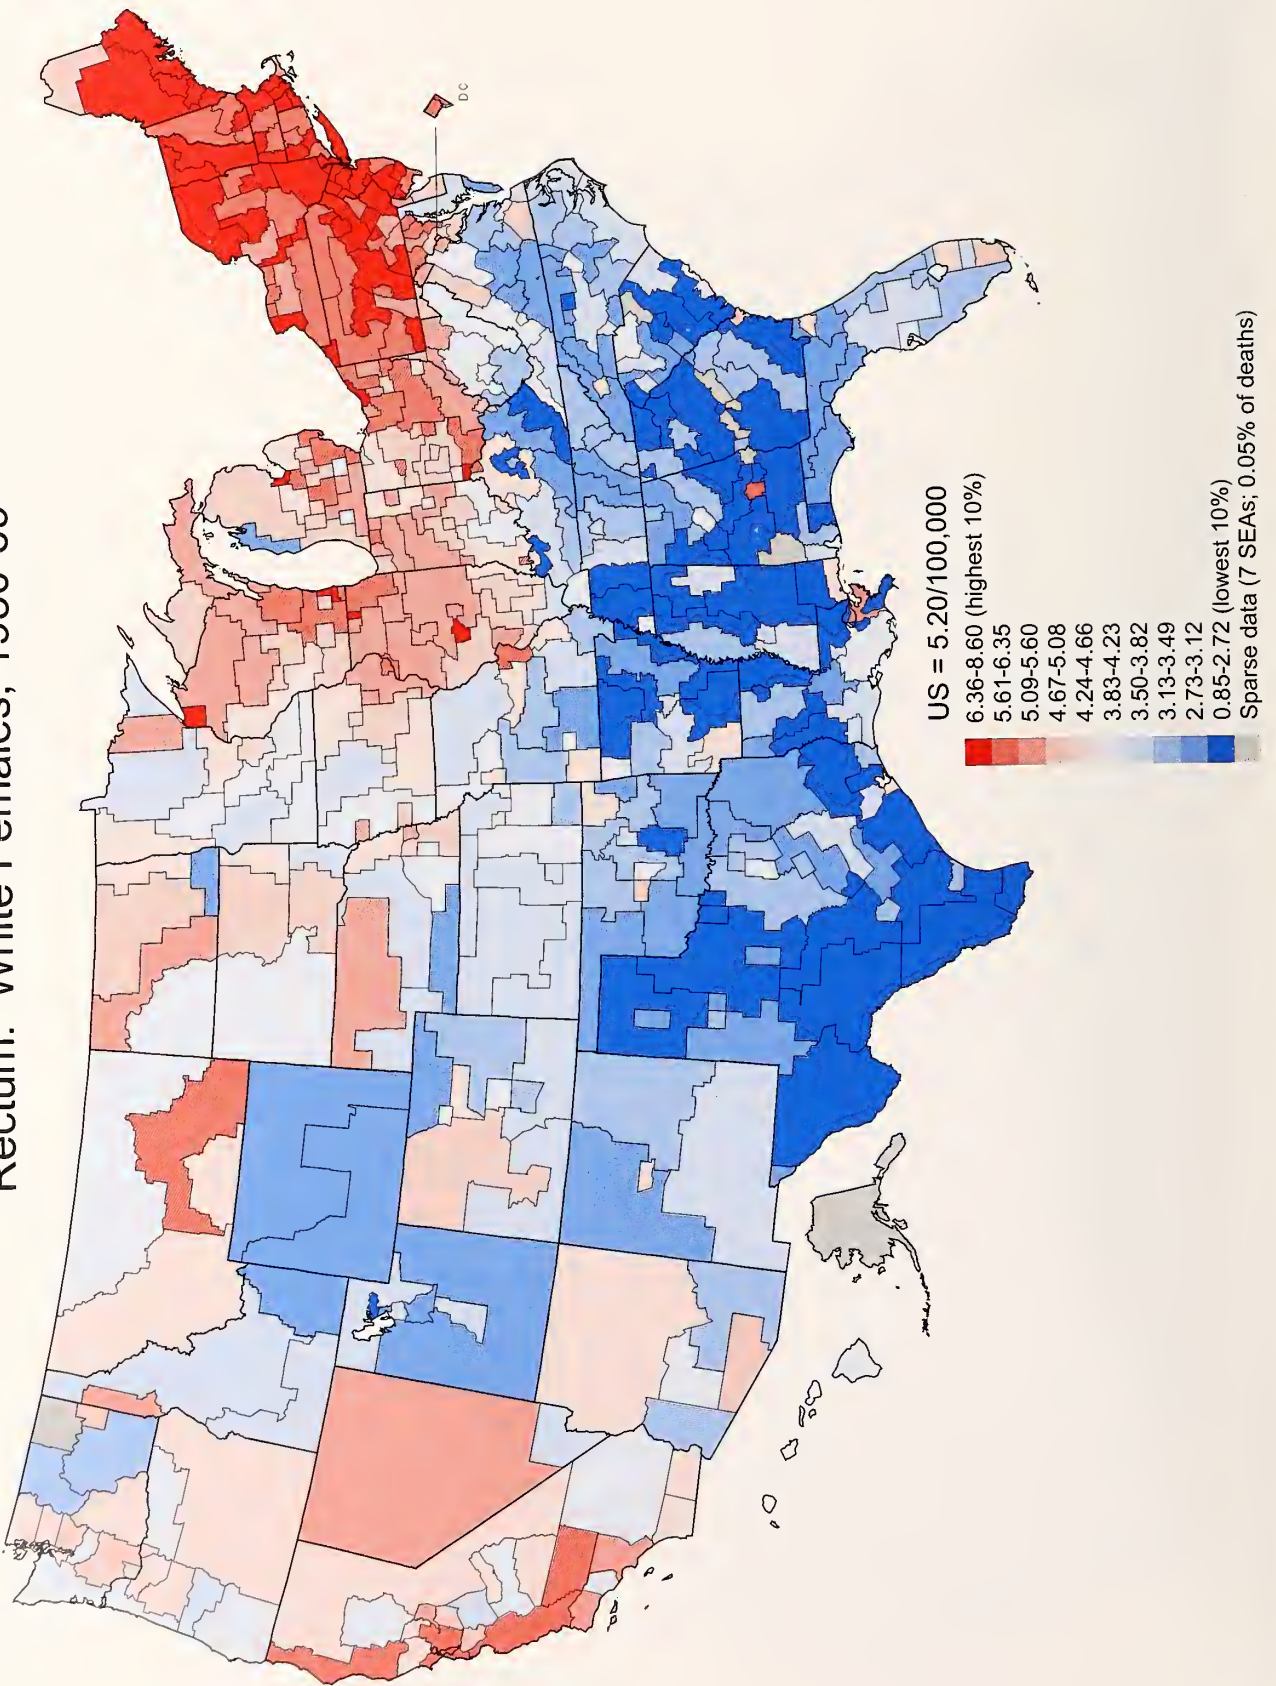 Rectum: White Females,
DC
US = 5.20/100,000
6.36-8.60 (highest 10%)
5.61-6.35
5.09-5.60
4.67-5.08
4.24-4.66
3.83-4.23
3.50-3.82
3.13-3.49
2.73-3.12
0.85-2.72 (lowest 10%)
Sparse data (7 SEAs; 0.05% of deaths)